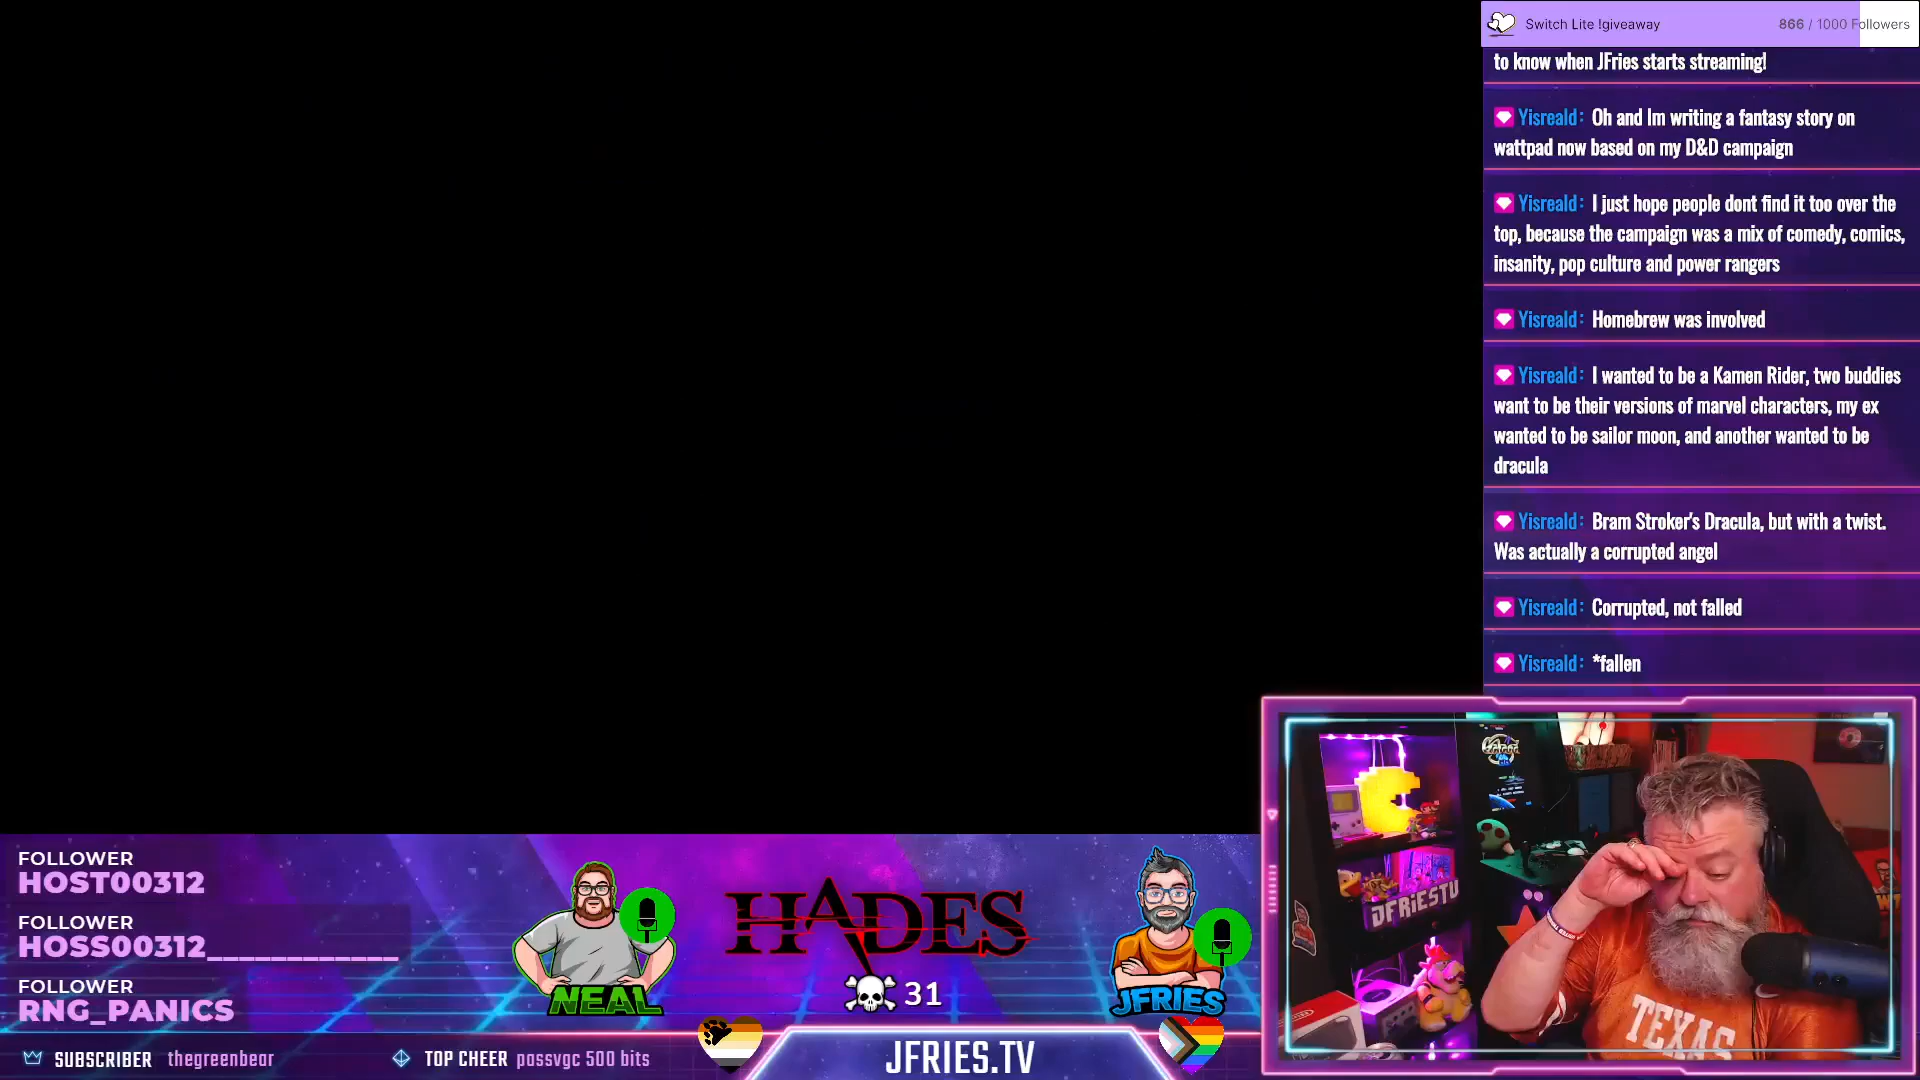 Switch Lite !giveaway 866 / 1000 Followers
to know when JFries starts streaming!
Yisreald: Oh and Im writing a fantasy story on
wattpad now based on my D&D campaign
Yisreald: I just hope people dont find it too over the
top, because the campaign was a mix of comedy, comics,
insanity, pop culture and power rangers
Yisreald: Homebrew was involved
Yisreald: I wanted to be a Kamen Rider, two buddies
want to be their versions of marvel characters, my ex
wanted to be sailor moon, and another wanted to be
dracula
Yisreald: Bram Stroker's Dracula, but with a twist.
Was actually a corrupted angel
Yisreald: Corrupted, not falled
Yisreald: *fallen
FOLLOWER
HOST00312
FOLLOWER
HOSS00312____________
FOLLOWER
RNG_PANICS
SUBSCRIBER thegreenbear
TOP CHEER possvgc 500 bits
NEAL
HADES
31
JFRIES
JFRIES.TV
JFRIESTV
TEXAS